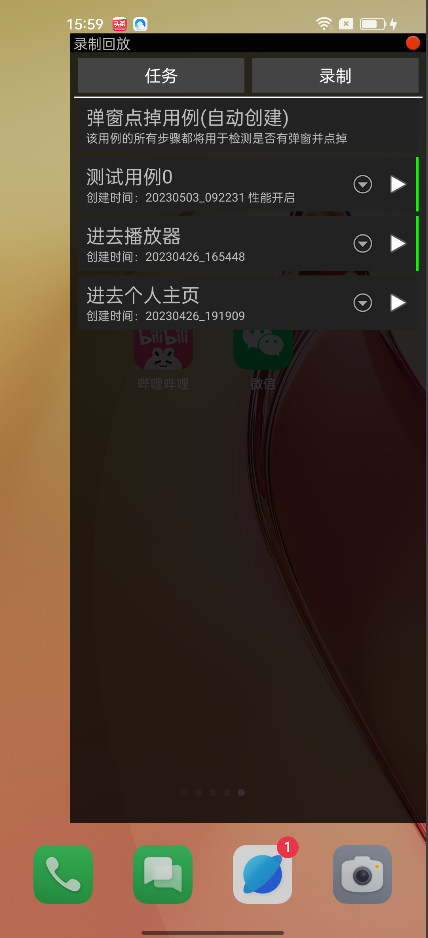 15:59
头条
录制回放
任务
录制
弹窗点掉用例(自动创建)
该用例的所有步骤都将用于检测是否有弹窗并点掉
测试用例0
创建时间：20230503_092231 性能开启
进去播放器
创建时间：20230426_165448
进去个人主页
创建时间：20230426_191909
bilibili
哔哩哔哩
微信
1